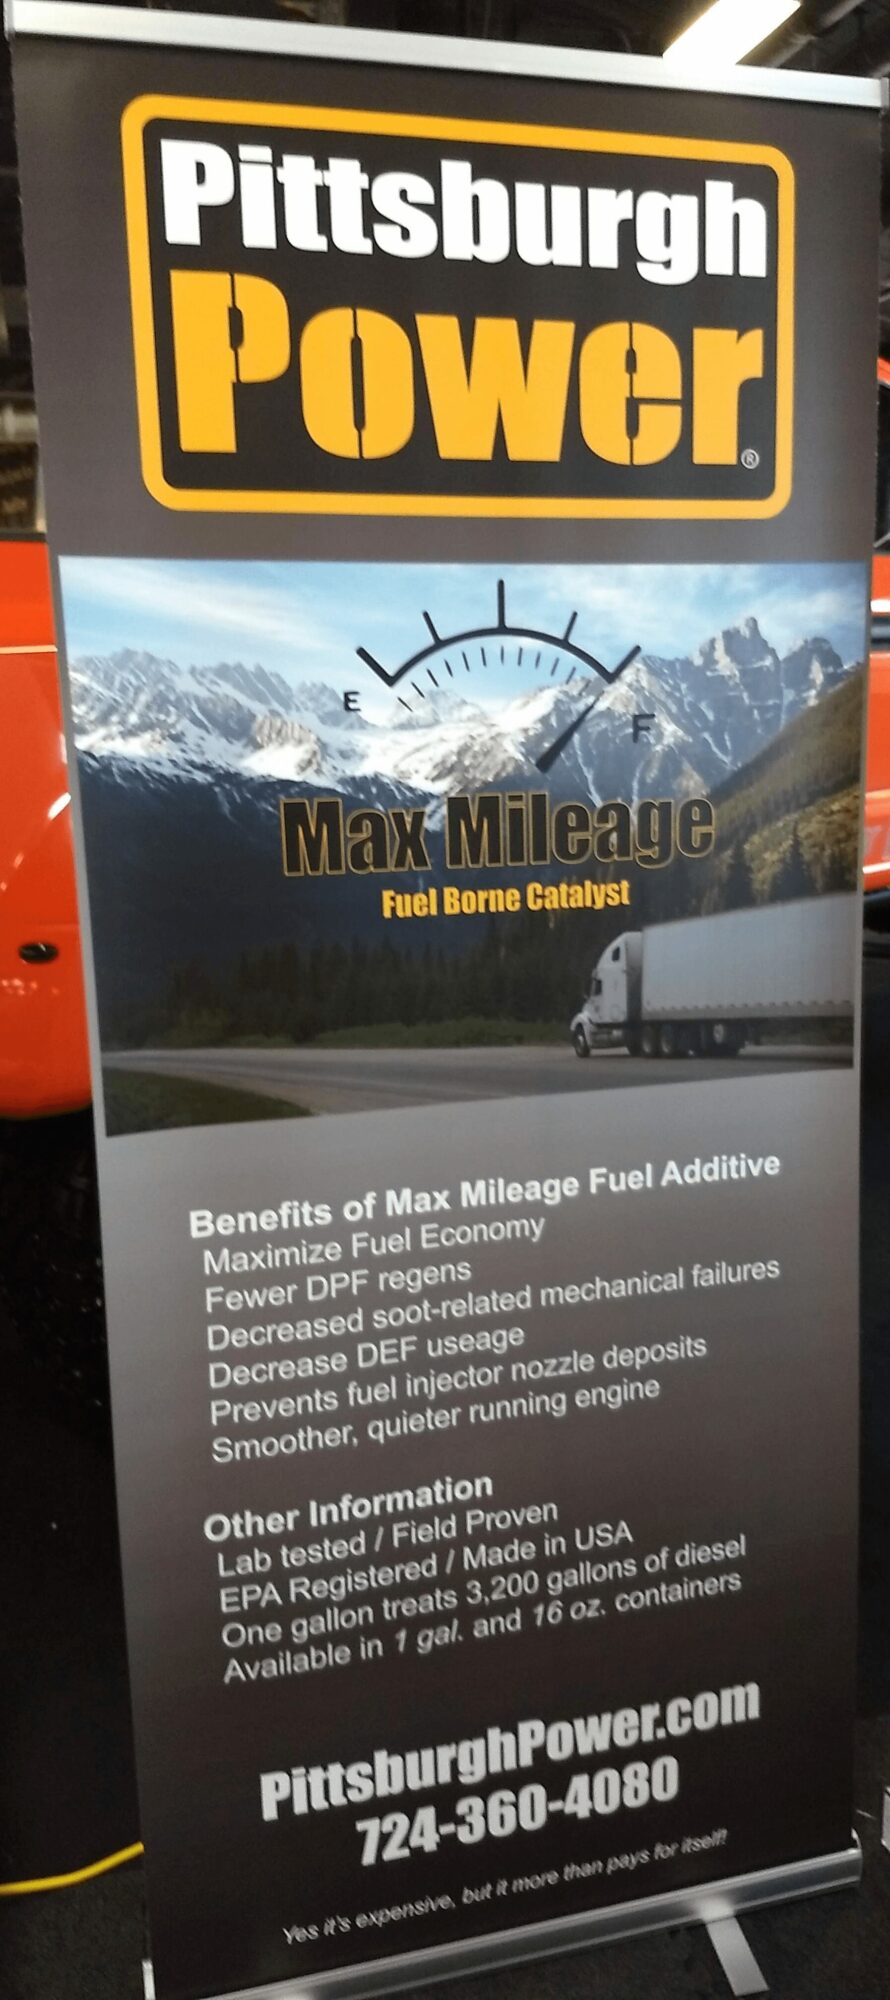 Pittsburgh
Power®
E
F
Max Mileage
Fuel Borne Catalyst
Benefits of Max Mileage Fuel Additive
Maximize Fuel Economy
Fewer DPF regens
Decreased soot-related mechanical failures
Decrease DEF useage
Prevents fuel injector nozzle deposits
Smoother, quieter running engine
Other Information
Lab tested / Field Proven
EPA Registered / Made in USA
One gallon treats 3,200 gallons of diesel
Available in 1 gal. and 16 oz. containers
PittsburghPower.com
724-360-4080
Yes it's expensive, but it more than pays for itself!